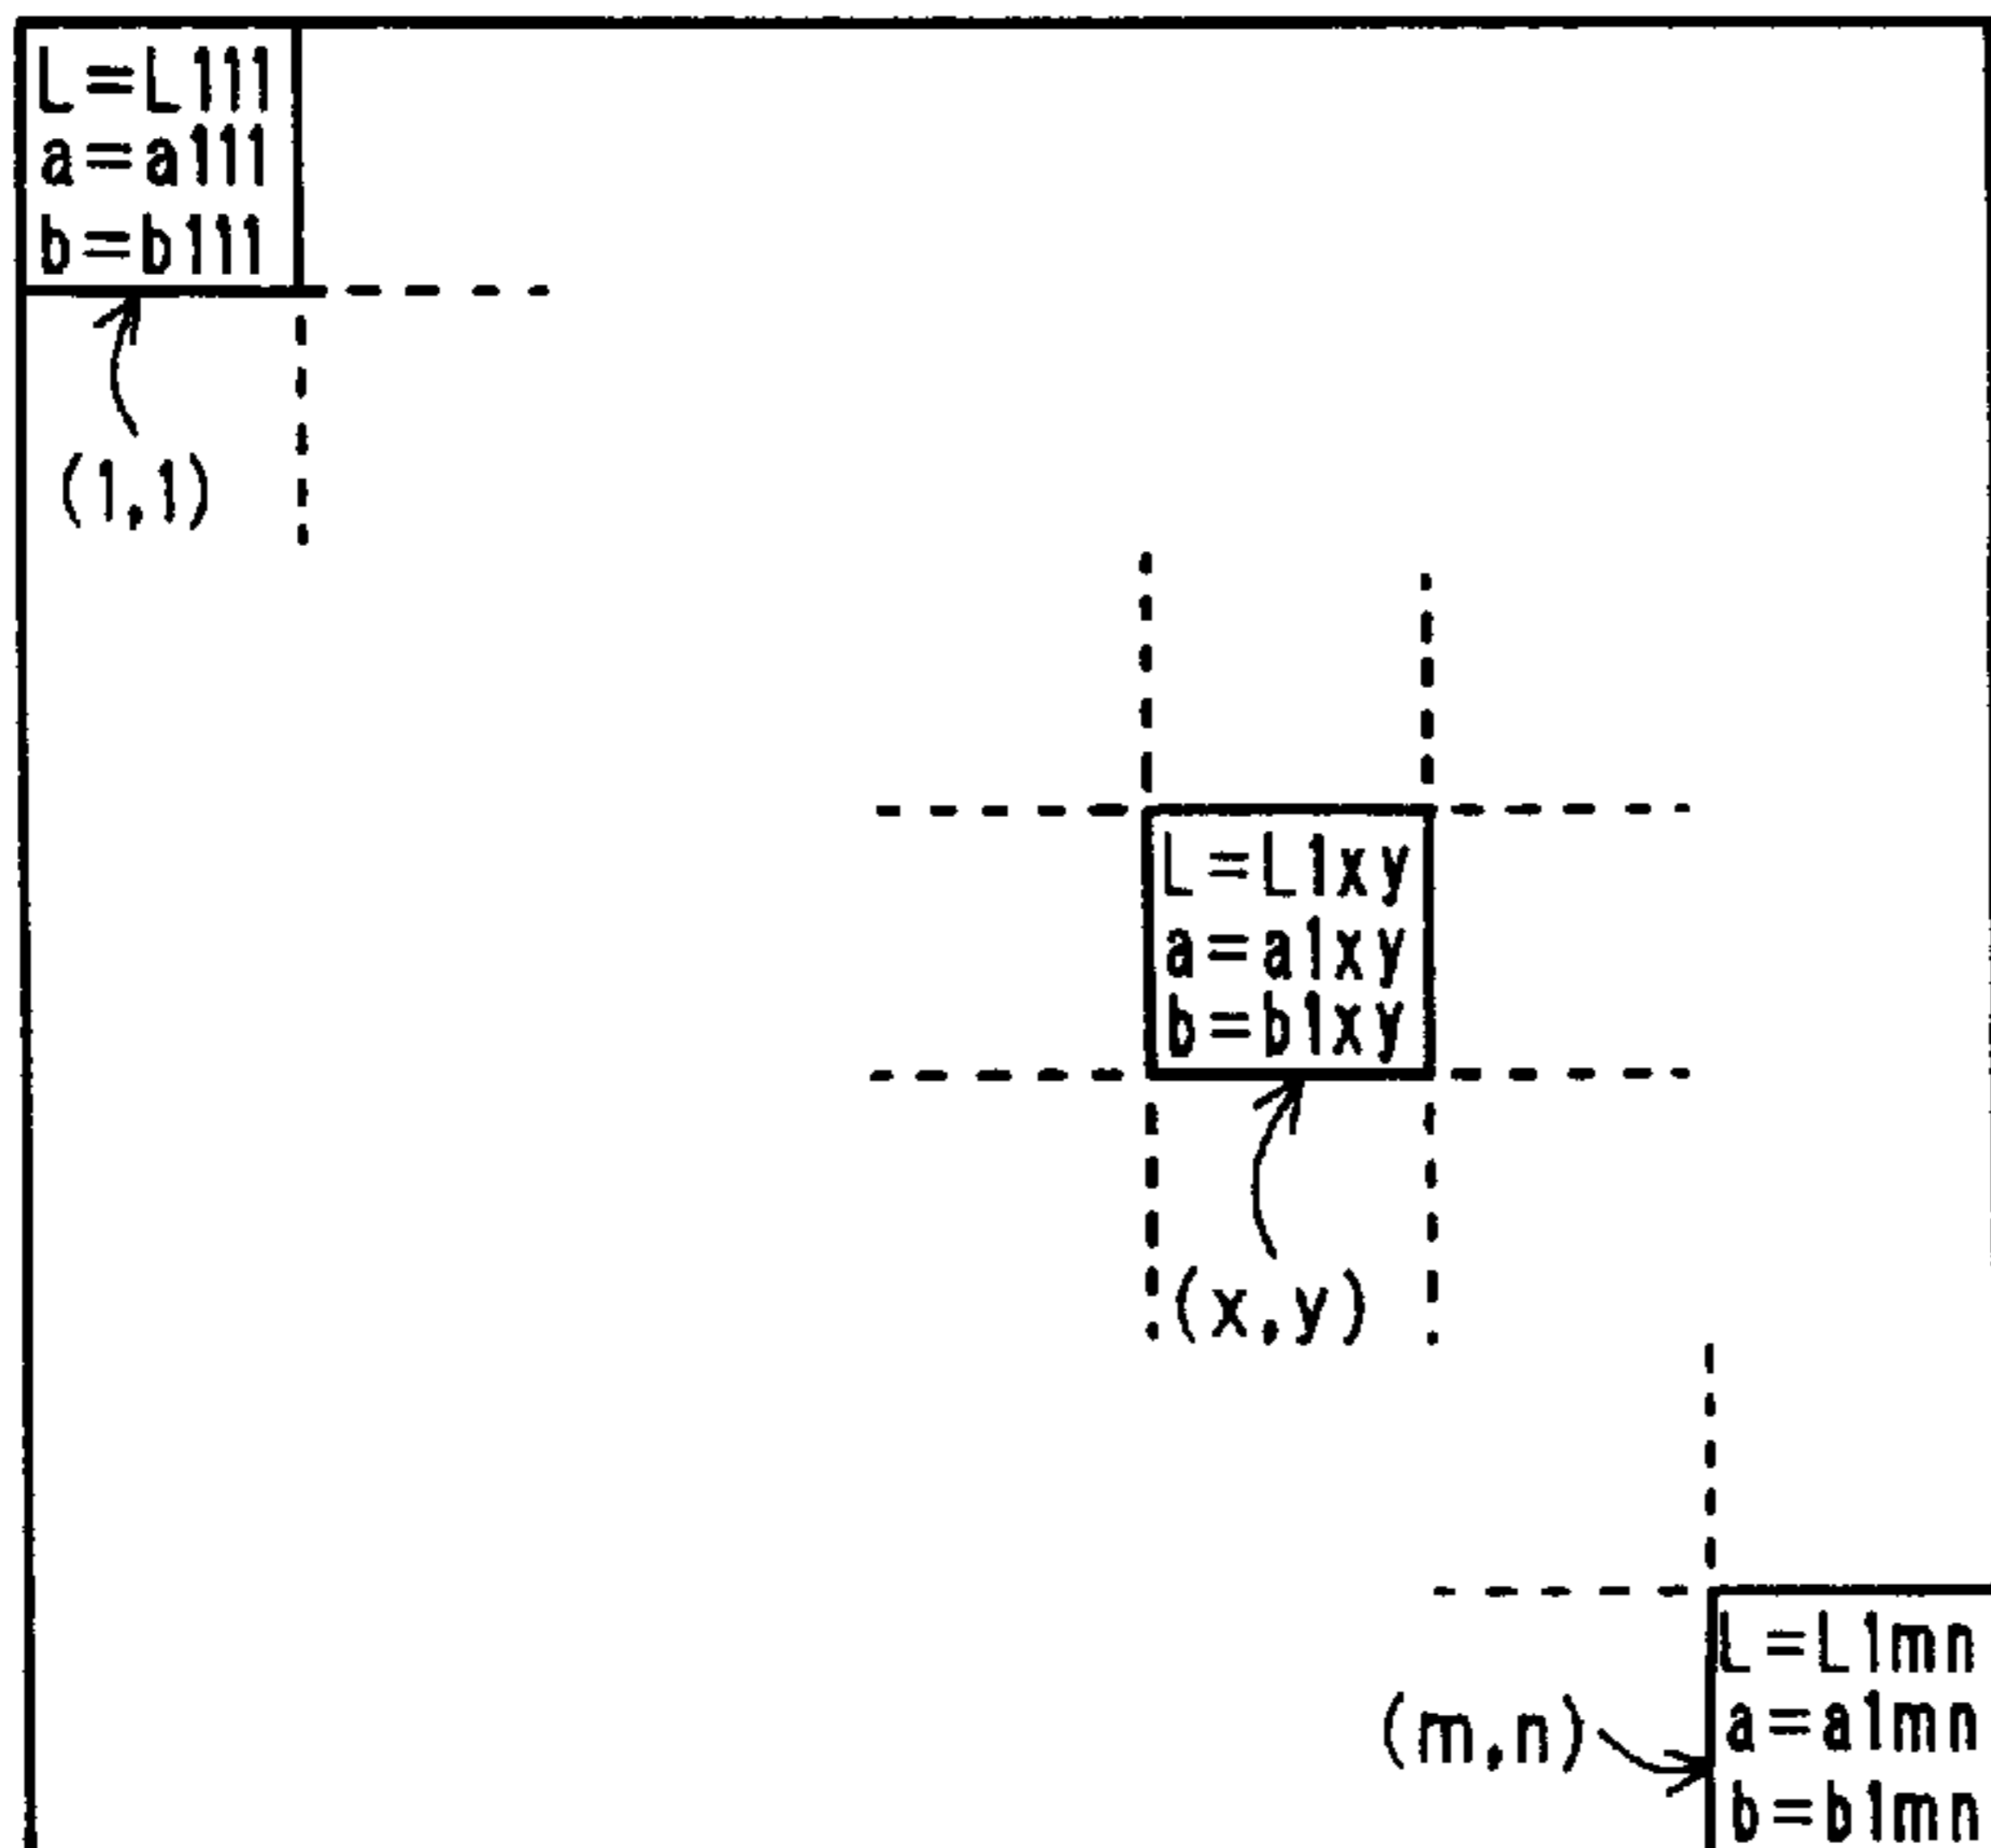 L=L111
a=a111
b=b111
(1,1)
L=L1xy
a=a1xy
b=b1xy
(x,y)
L=L1mn
a=a1mn
b=b1mn
(m,n)